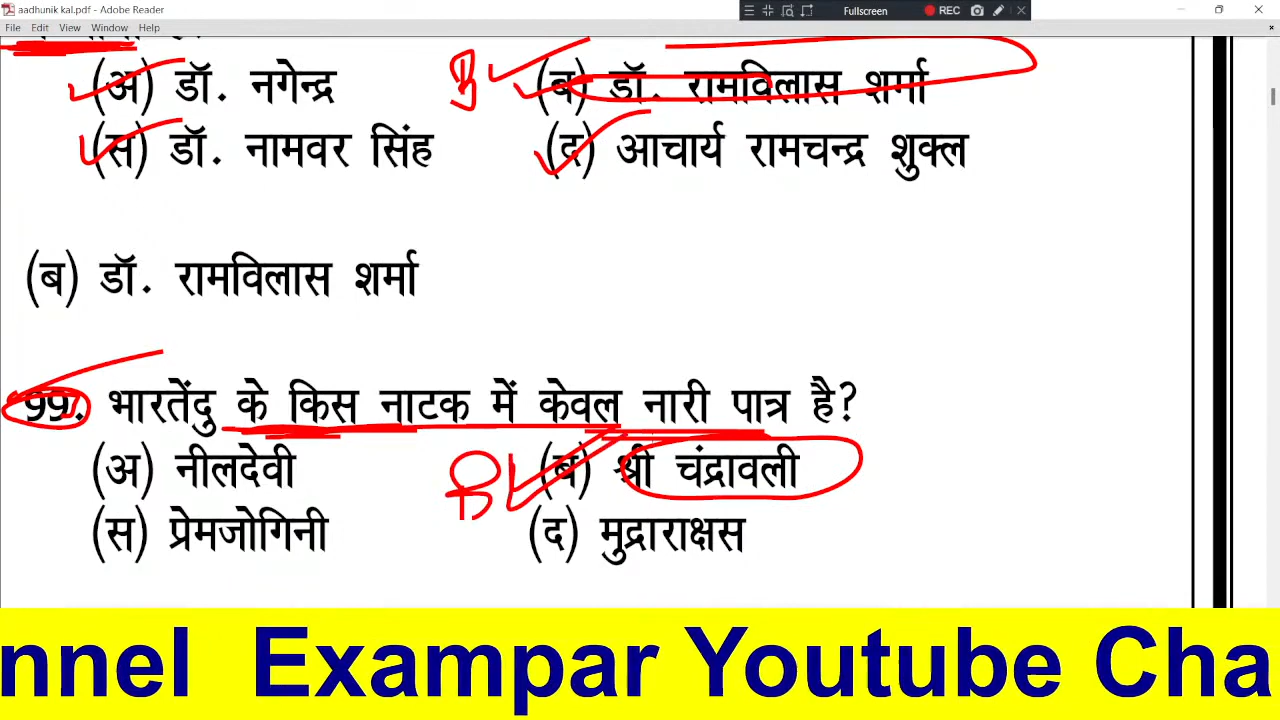 aadhunik kal.pdf - Adobe Reader
Fullscreen REC
File Edit View Window Help
(अ) डॉ. नगेन्द्र (ब) डॉ. रामविलास शर्मा
(स) डॉ. नामवर सिंह (द) आचार्य रामचन्द्र शुक्ल
(ब) डॉ. रामविलास शर्मा
99. भारतेंदु के किस नाटक में केवल नारी पात्र है?
(अ) नीलदेवी (ब) श्री चंद्रावली
(स) प्रेमजोगिनी (द) मुद्राराक्षस
nnel Exampar Youtube Cha